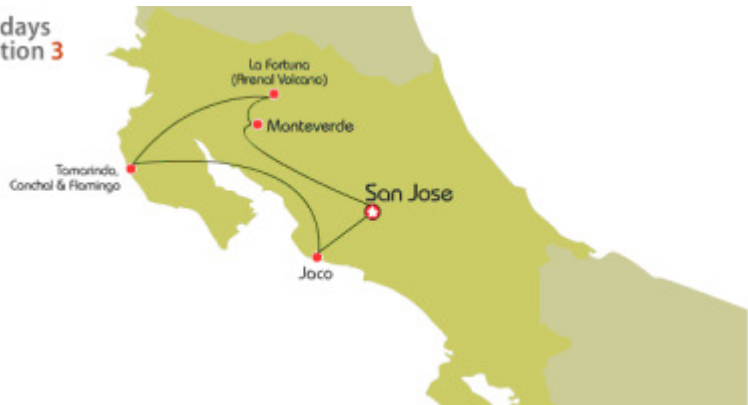 days
tion 3
La Fortuna
(Arenal Volcano)
Monteverde
Tamarindo,
Conchal & Flamingo
San Jose
Jaco